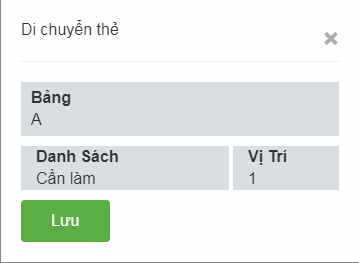 Di chuyển thẻ
Bảng
A
Danh Sách
Cần làm
Vị Trí
1
Lưu